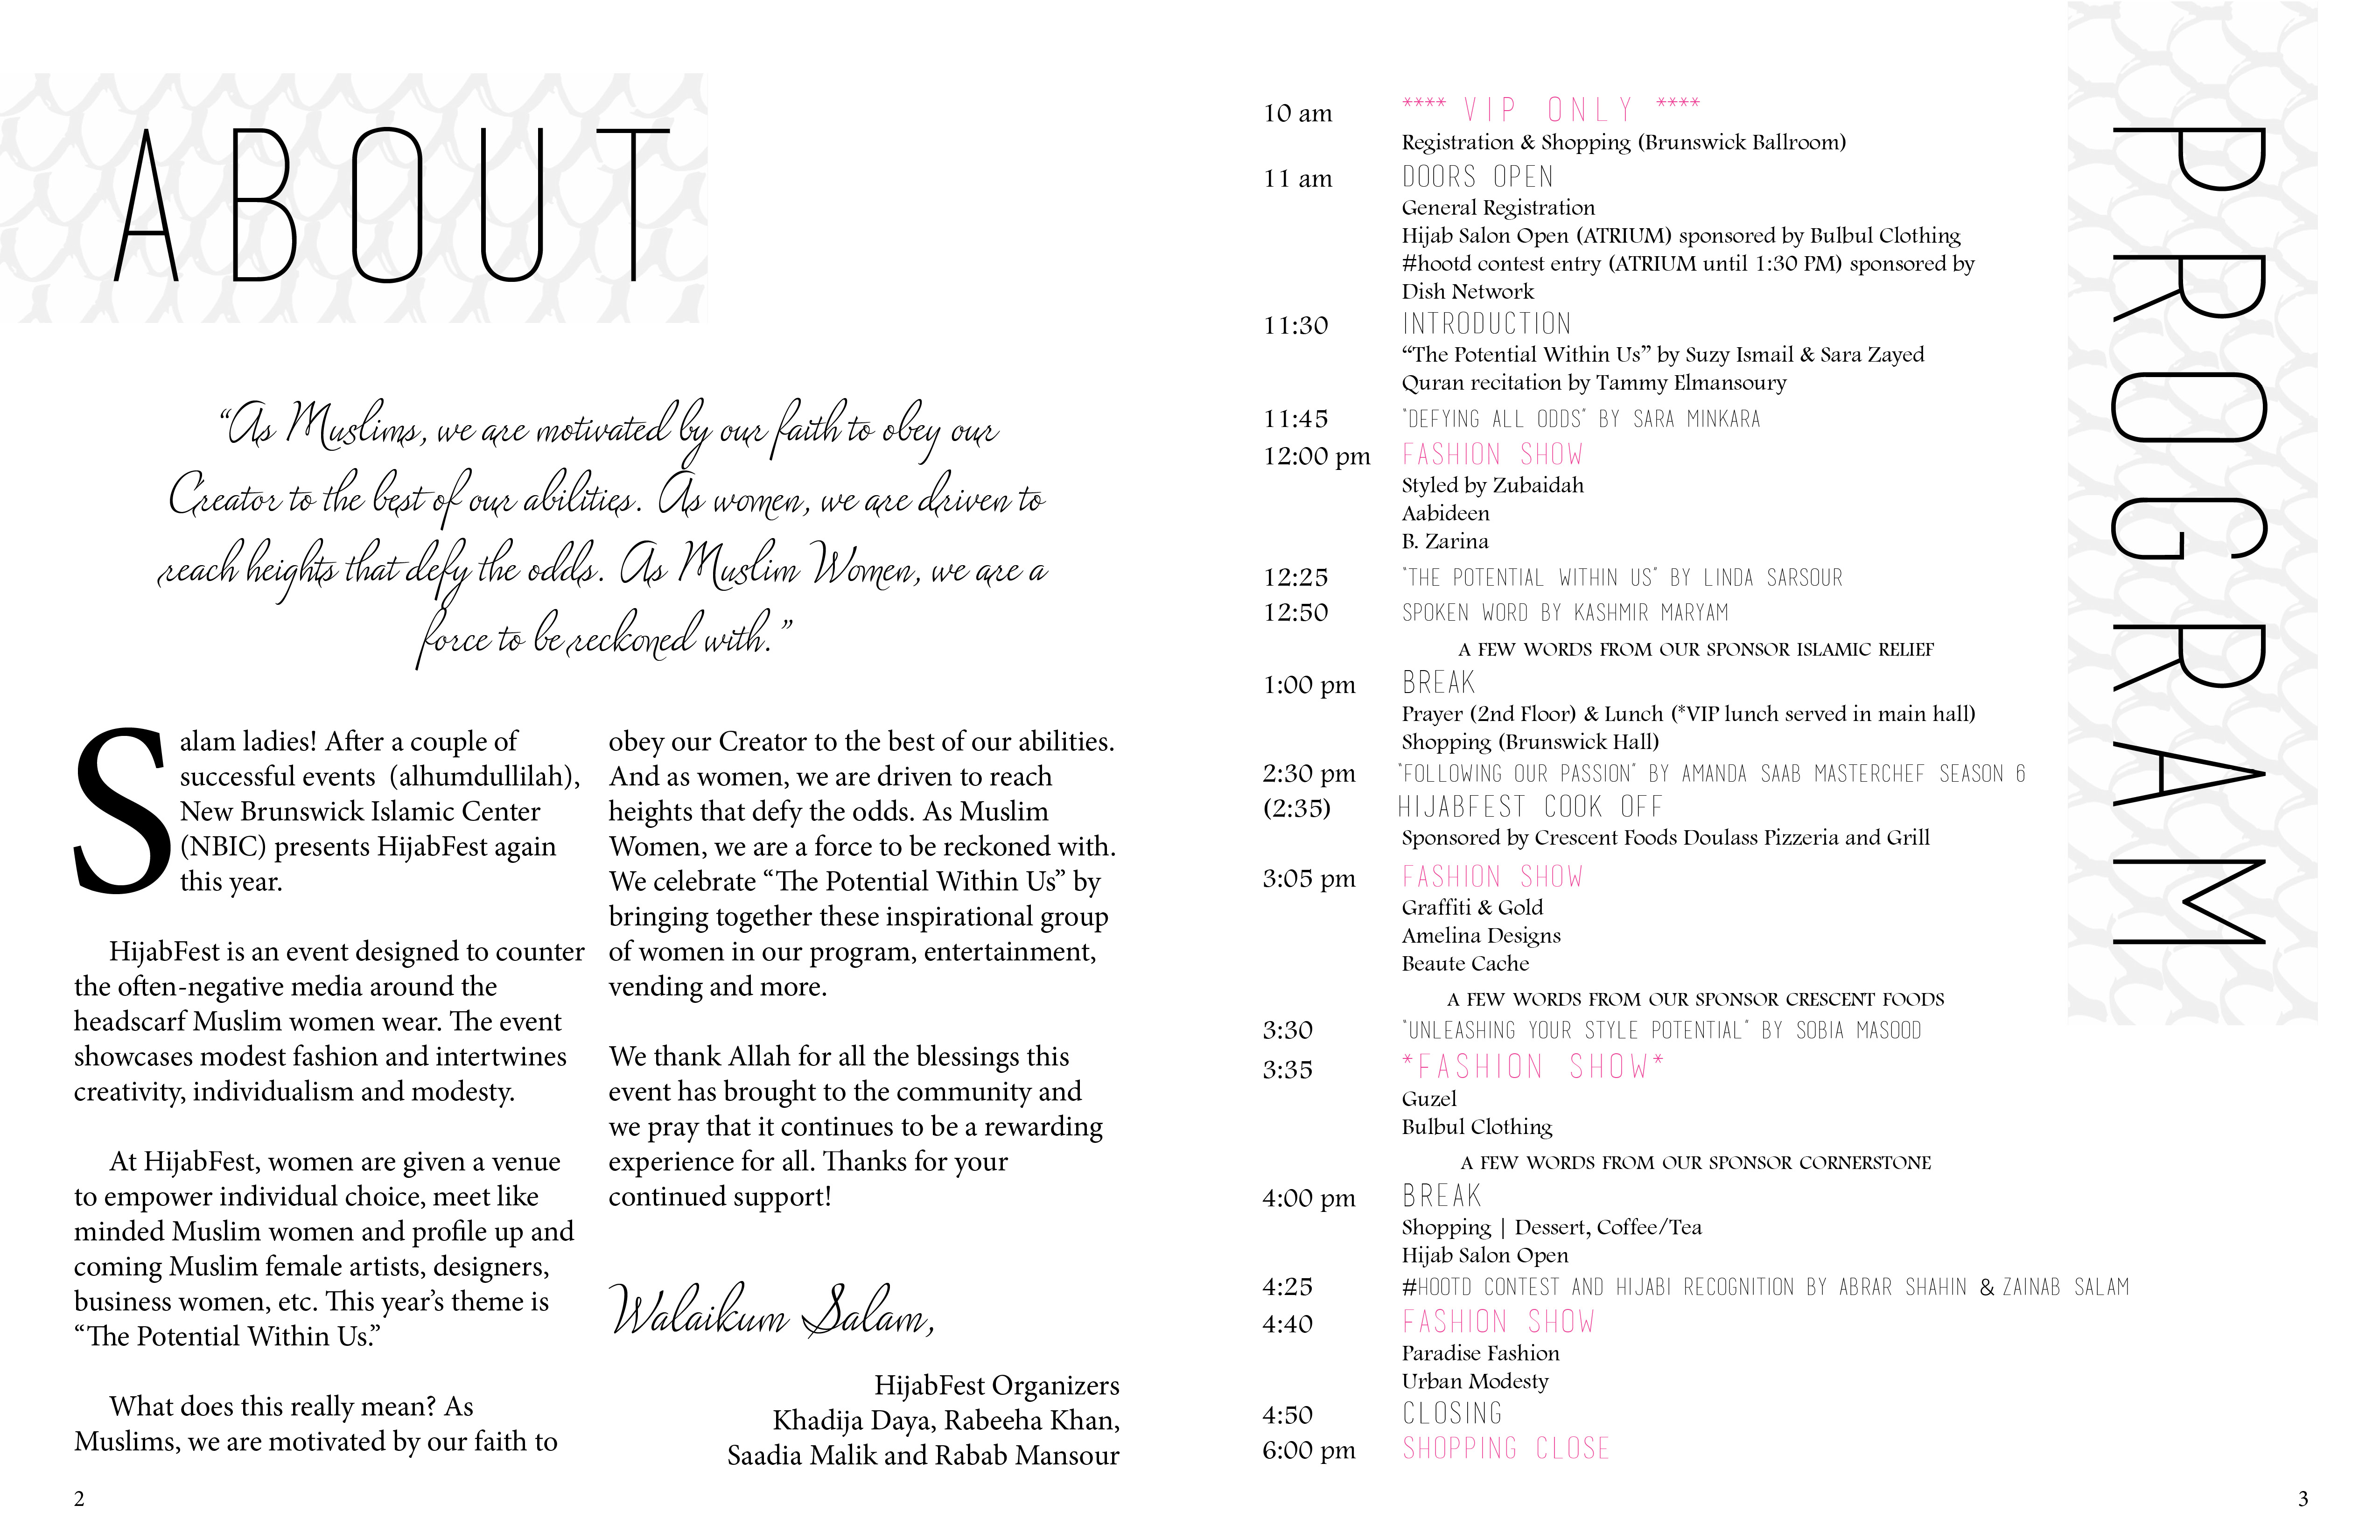 ABOUT
“As Muslims, we are motivated by our faith to obey our
Creator to the best of our abilities. As women, we are driven to
reach heights that defy the odds. As Muslim Women, we are a
force to be reckoned with.”
Salam ladies! After a couple of
successful events (alhumdullilah),
New Brunswick Islamic Center
(NBIC) presents HijabFest again
this year.
HijabFest is an event designed to counter
the often-negative media around the
headscarf Muslim women wear. The event
showcases modest fashion and intertwines
creativity, individualism and modesty.
At HijabFest, women are given a venue
to empower individual choice, meet like
minded Muslim women and profile up and
coming Muslim female artists, designers,
business women, etc. This year’s theme is
“The Potential Within Us.”
What does this really mean? As
Muslims, we are motivated by our faith to
obey our Creator to the best of our abilities.
And as women, we are driven to reach
heights that defy the odds. As Muslim
Women, we are a force to be reckoned with.
We celebrate “The Potential Within Us” by
bringing together these inspirational group
of women in our program, entertainment,
vending and more.
We thank Allah for all the blessings this
event has brought to the community and
we pray that it continues to be a rewarding
experience for all. Thanks for your
continued support!
Walaikum Salam,
HijabFest Organizers
Khadija Daya, Rabeeha Khan,
Saadia Malik and Rabab Mansour
2
PROGRAM
10 am **** VIP ONLY ****
Registration & Shopping (Brunswick Ballroom)
11 am DOORS OPEN
General Registration
Hijab Salon Open (ATRIUM) sponsored by Bulbul Clothing
#hootd contest entry (ATRIUM until 1:30 PM) sponsored by
Dish Network
11:30 INTRODUCTION
“The Potential Within Us” by Suzy Ismail & Sara Zayed
Quran recitation by Tammy Elmansoury
11:45 "DEFYING ALL ODDS" BY SARA MINKARA
12:00 pm FASHION SHOW
Styled by Zubaidah
Aabideen
B. Zarina
12:25 "THE POTENTIAL WITHIN US" BY LINDA SARSOUR
12:50 SPOKEN WORD BY KASHMIR MARYAM
A FEW WORDS FROM OUR SPONSOR ISLAMIC RELIEF
1:00 pm BREAK
Prayer (2nd Floor) & Lunch (*VIP lunch served in main hall)
Shopping (Brunswick Hall)
2:30 pm "FOLLOWING OUR PASSION" BY AMANDA SAAB MASTERCHEF SEASON 6
(2:35) HIJABFEST COOK OFF
Sponsored by Crescent Foods Doulass Pizzeria and Grill
3:05 pm FASHION SHOW
Graffiti & Gold
Amelina Designs
Beaute Cache
A FEW WORDS FROM OUR SPONSOR CRESCENT FOODS
3:30 "UNLEASHING YOUR STYLE POTENTIAL" BY SOBIA MASOOD
3:35 *FASHION SHOW*
Guzel
Bulbul Clothing
A FEW WORDS FROM OUR SPONSOR CORNERSTONE
4:00 pm BREAK
Shopping | Dessert, Coffee/Tea
Hijab Salon Open
4:25 #HOOTD CONTEST AND HIJABI RECOGNITION BY ABRAR SHAHIN & ZAINAB SALAM
4:40 FASHION SHOW
Paradise Fashion
Urban Modesty
4:50 CLOSING
6:00 pm SHOPPING CLOSE
3